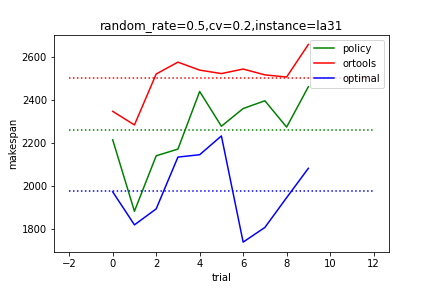 random_rate=0.5,cv=0.2,instance=la31
policy
ortools
optimal
makespan
2600
2400
2200
2000
1800
−2 0 2 4 6 8 10 12
trial